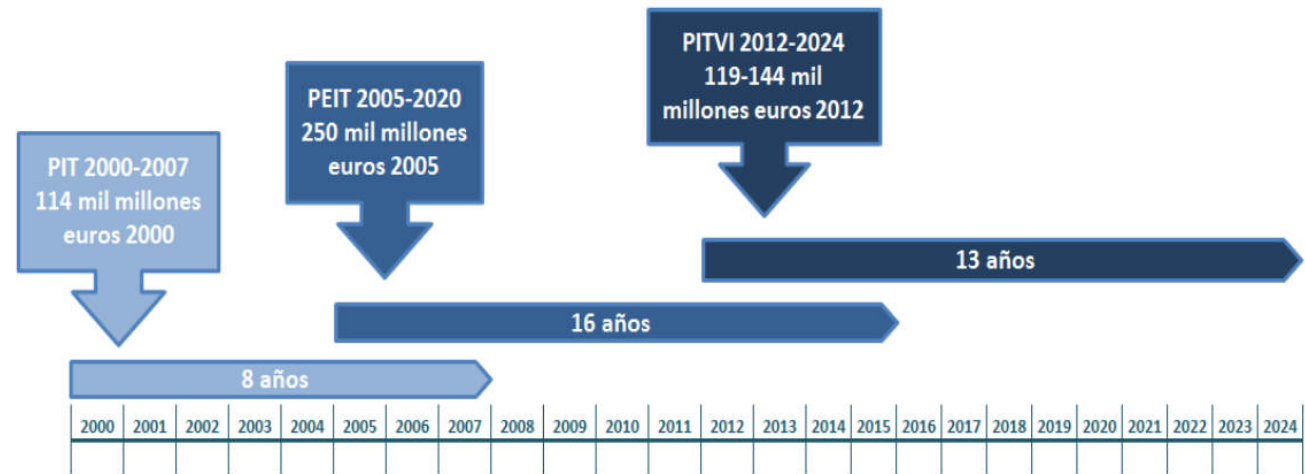 PIT 2000-2007
114 mil millones
euros 2000
PEIT 2005-2020
250 mil millones
euros 2005
PITVI 2012-2024
119-144 mil
millones euros 2012
13 años
16 años
8 años
2000 2001 2002 2003 2004 2005 2006 2007 2008 2009 2010 2011 2012 2013 2014 2015 2016 2017 2018 2019 2020 2021 2022 2023 2024